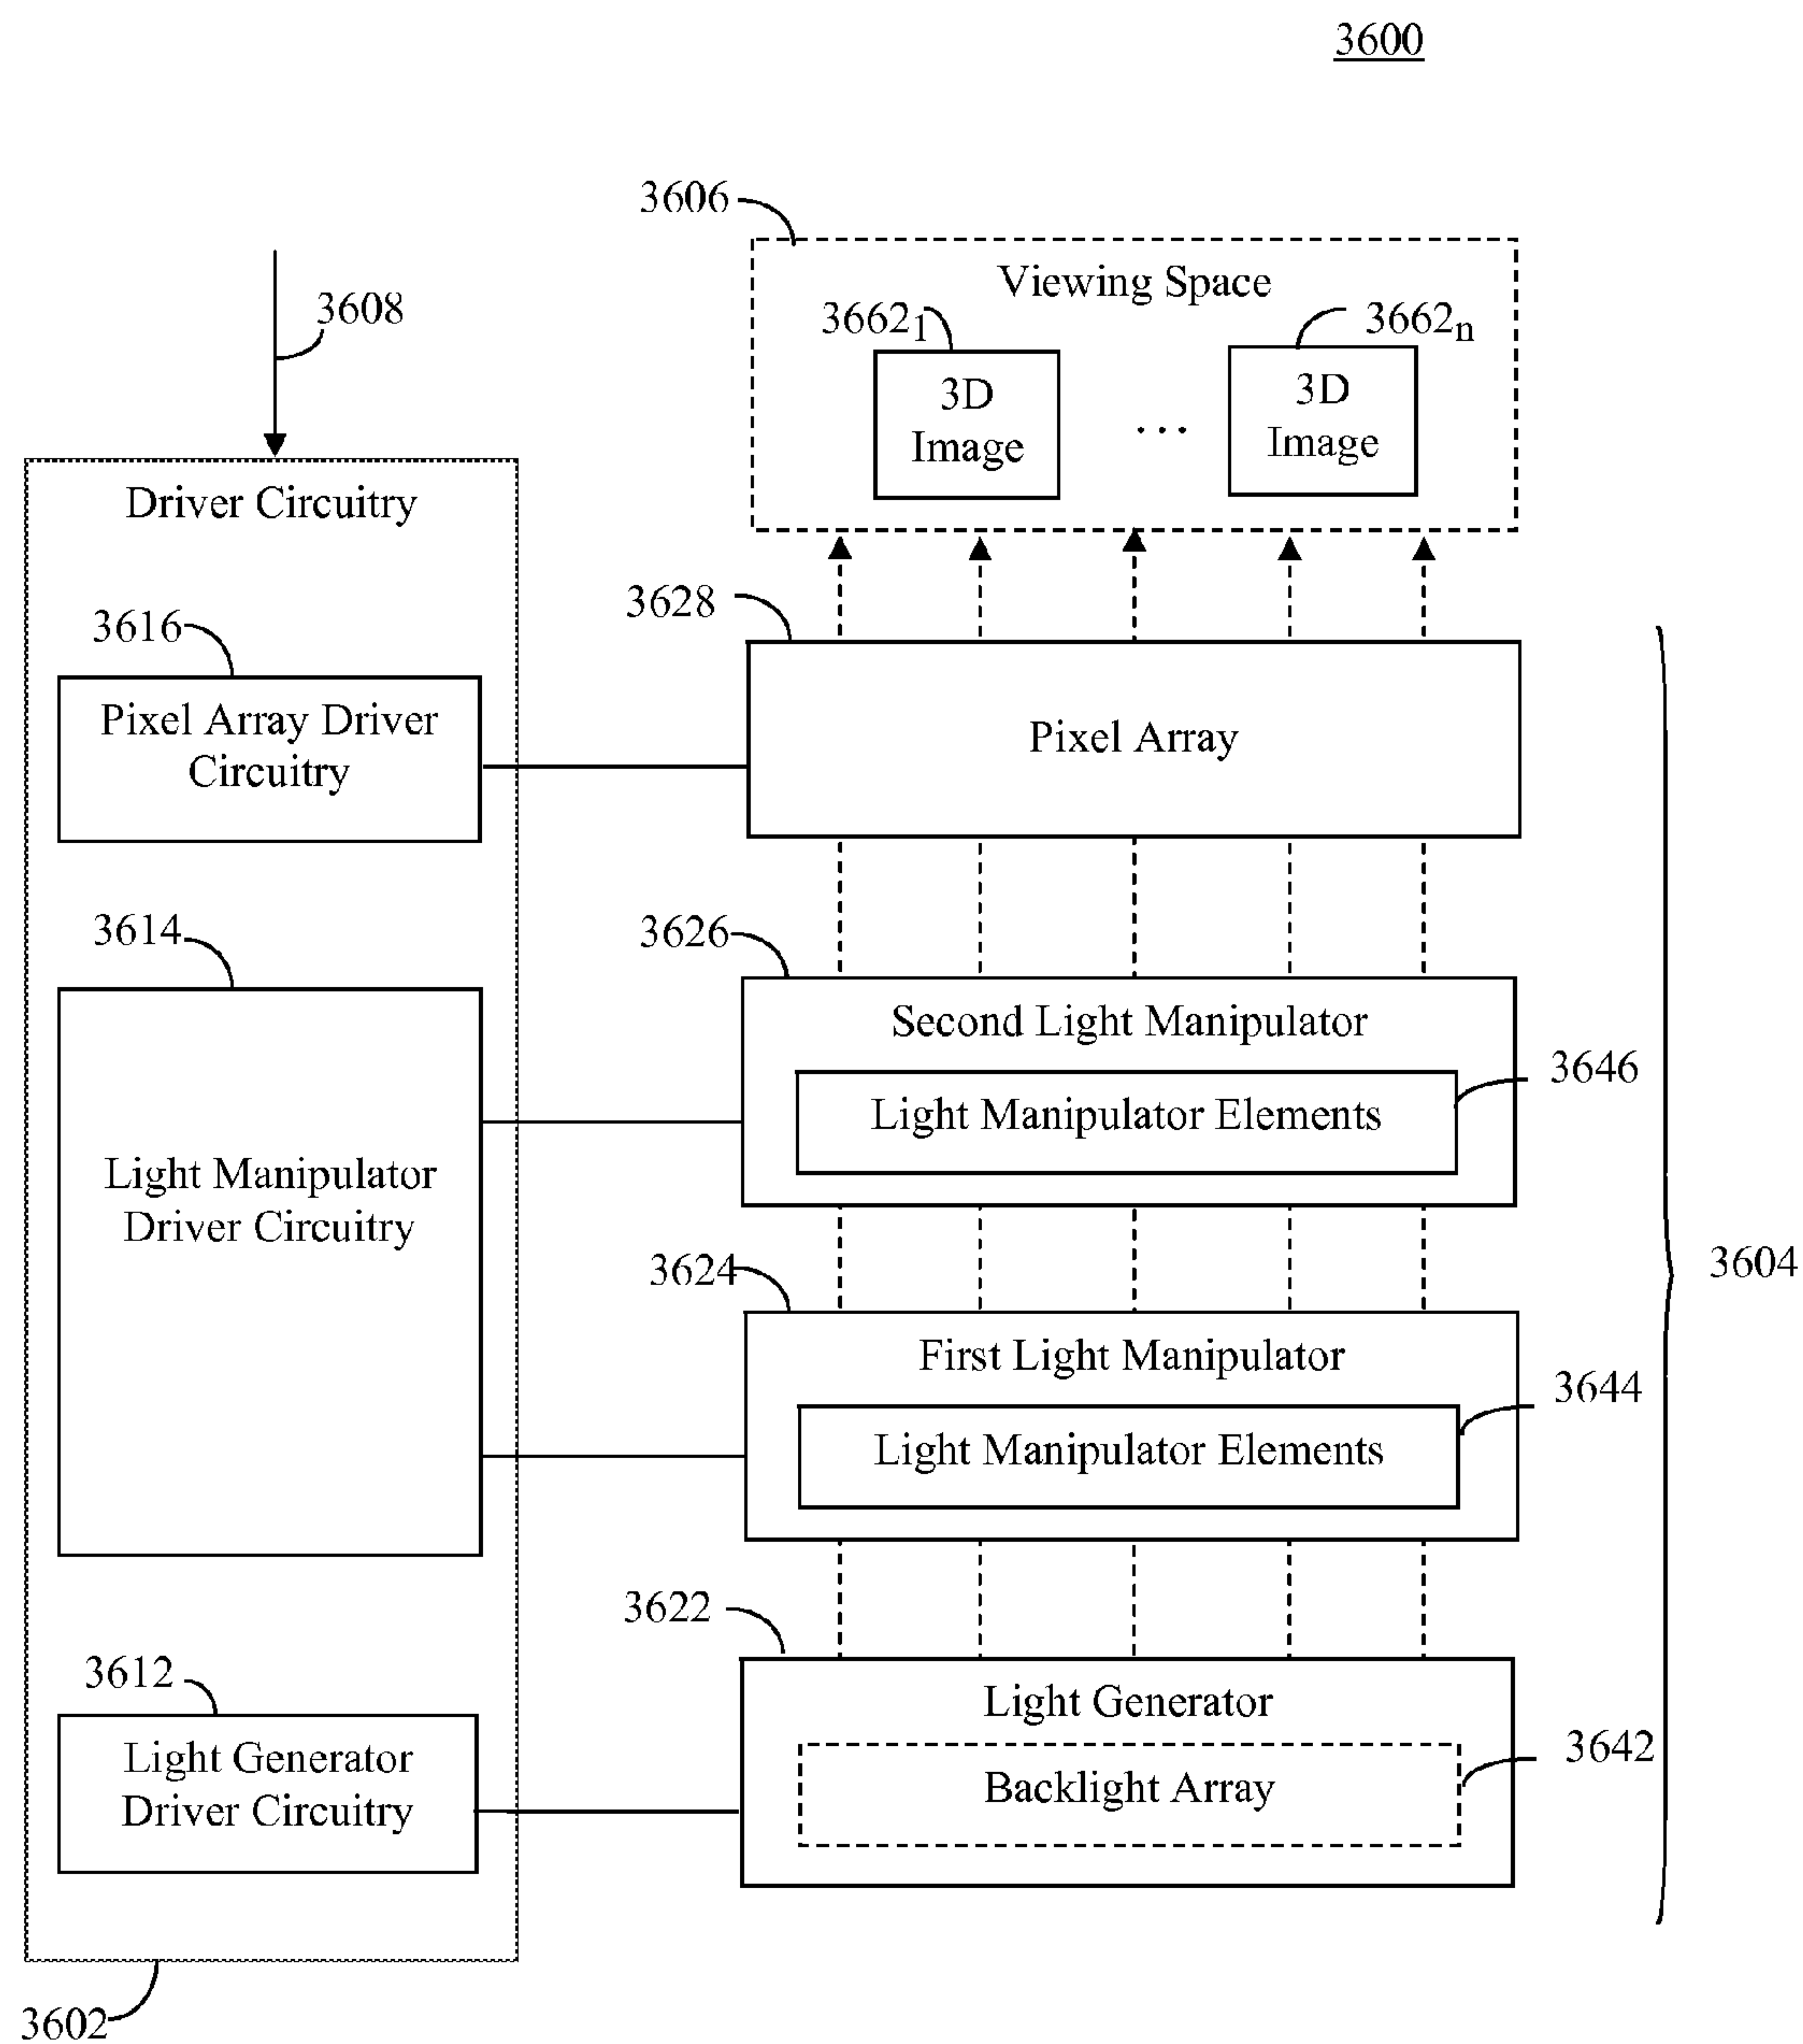 3600
3606
Viewing Space
3608
3662₁
3662ₙ
3D
Image
...
3D
Image
Driver Circuitry
3628
3616
Pixel Array Driver
Circuitry
Pixel Array
3614
3626
Second Light Manipulator
3646
Light Manipulator Elements
Light Manipulator
Driver Circuitry
3624
3604
First Light Manipulator
3644
Light Manipulator Elements
3622
3612
Light Generator
3642
Light Generator
Driver Circuitry
Backlight Array
3602